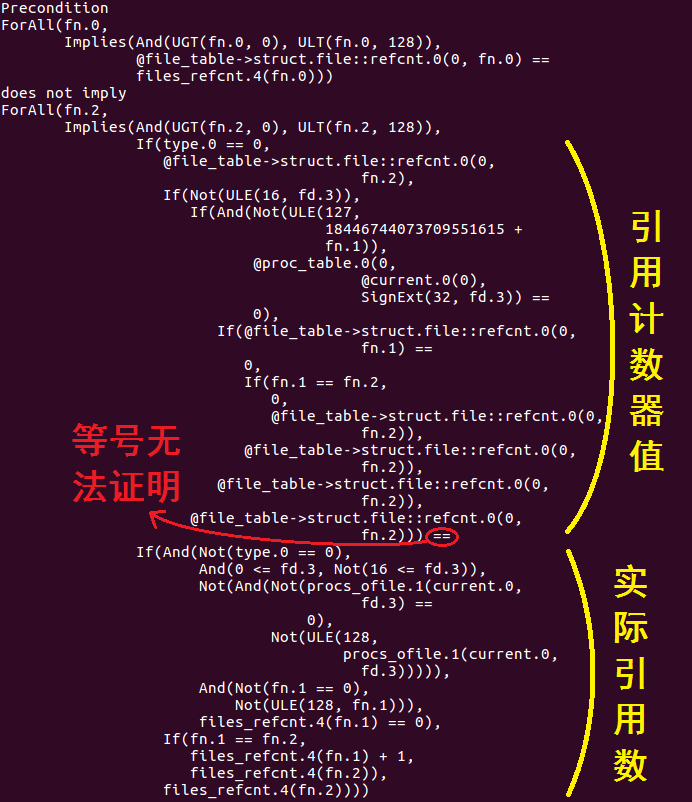 Precondition
ForAll(fn.0,
Implies(And(UGT(fn.0, 0), ULT(fn.0, 128)),
@file_table->struct.file::refcnt.0(0, fn.0) ==
files_refcnt.4(fn.0)))
does not imply
ForAll(fn.2,
Implies(And(UGT(fn.2, 0), ULT(fn.2, 128)),
If(type.0 == 0,
@file_table->struct.file::refcnt.0(0,
fn.2),
If(Not(ULE(16, fd.3)),
If(And(Not(ULE(127,
18446744073709551615 +
fn.1)),
@proc_table.0(0,
@current.0(0),
SignExt(32, fd.3)) ==
0),
If(@file_table->struct.file::refcnt.0(0,
fn.1) ==
0,
If(fn.1 == fn.2,
0,
@file_table->struct.file::refcnt.0(0,
fn.2)),
@file_table->struct.file::refcnt.0(0,
fn.2)),
@file_table->struct.file::refcnt.0(0,
fn.2)),
@file_table->struct.file::refcnt.0(0,
fn.2))) ==
If(And(Not(type.0 == 0),
And(0 <= fd.3, Not(16 <= fd.3)),
Not(And(Not(procs_ofile.1(current.0,
fd.3) ==
0),
Not(ULE(128,
procs_ofile.1(current.0,
fd.3))))),
And(Not(fn.1 == 0),
Not(ULE(128, fn.1))),
files_refcnt.4(fn.1) == 0),
If(fn.1 == fn.2,
files_refcnt.4(fn.1) + 1,
files_refcnt.4(fn.2)),
files_refcnt.4(fn.2))))
引用计数器值
等号无
法证明
实际引用数